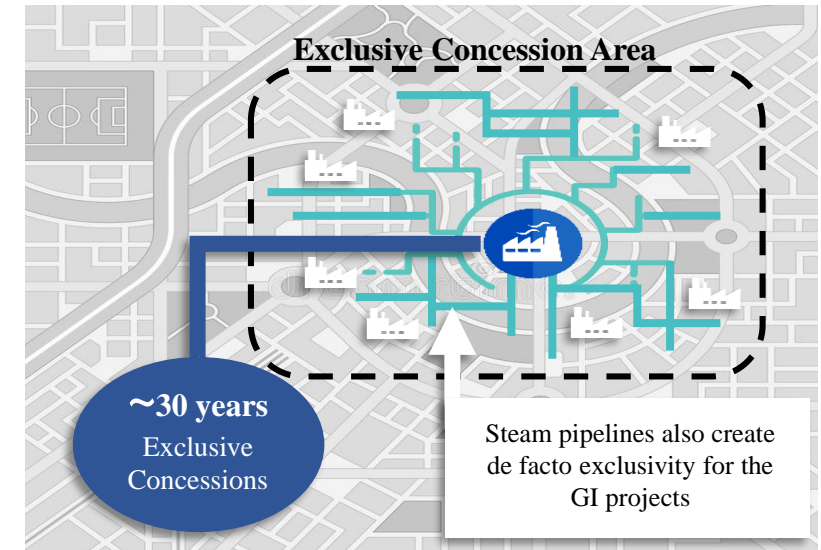 Exclusive Concession Area
~30 years
Exclusive
Concessions
Steam pipelines also create
de facto exclusivity for the
GI projects